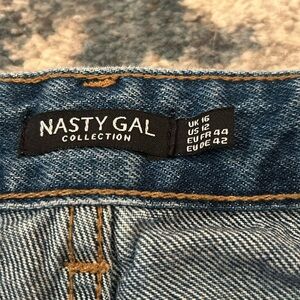 NASTY GAL
COLLECTION
UK 16
US 12
EU FR 44
EU DE 42